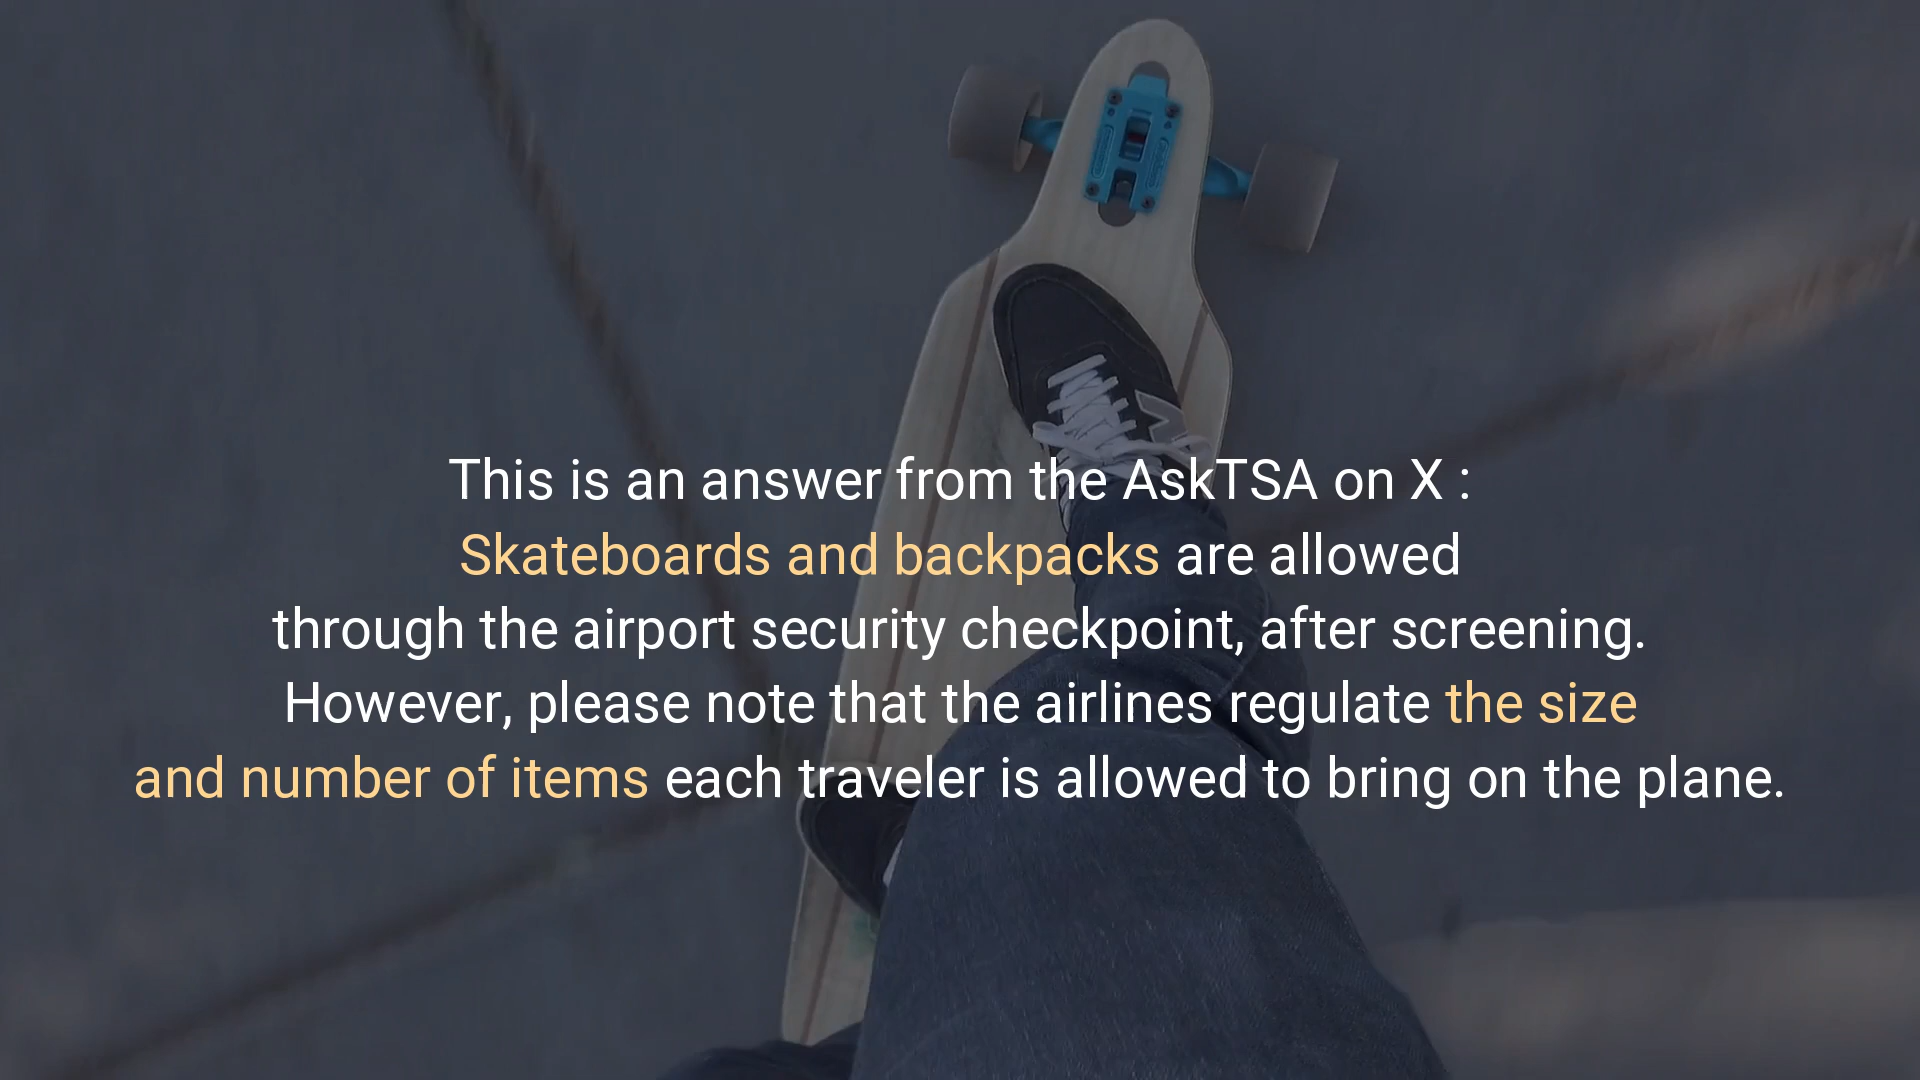 This is an answer from the AskTSA on X :
Skateboards and backpacks are allowed
through the airport security checkpoint, after screening.
However, please note that the airlines regulate the size
and number of items each traveler is allowed to bring on the plane.